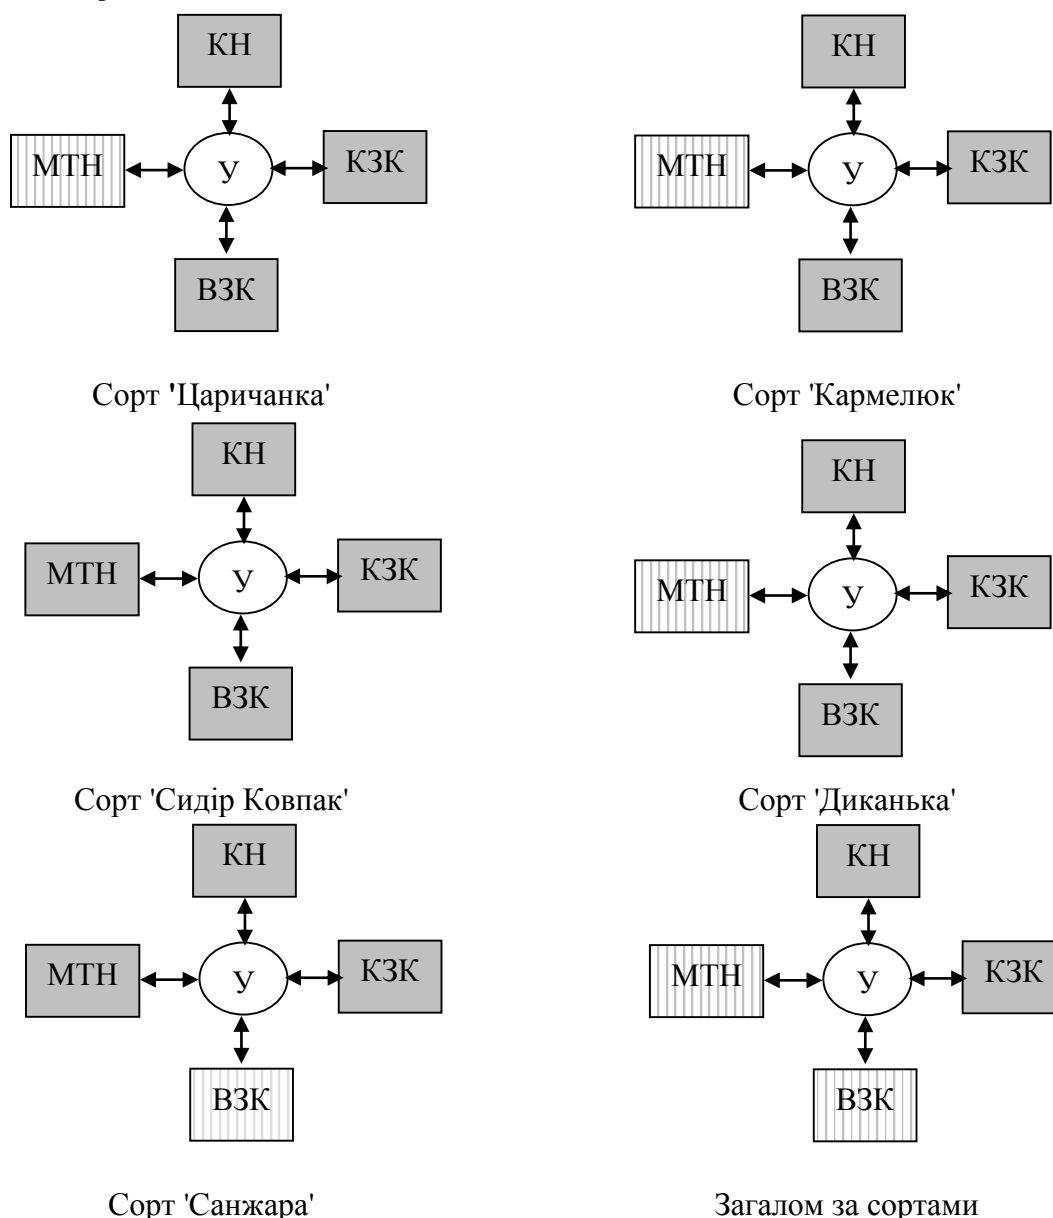 КН
КН
МТН
У
КЗК
МТН
У
КЗК
ВЗК
ВЗК
Сорт 'Царичанка'
Сорт 'Кармелюк'
КН
КН
МТН
У
КЗК
МТН
У
КЗК
ВЗК
ВЗК
Сорт 'Сидір Ковпак'
Сорт 'Диканька'
КН
КН
МТН
У
КЗК
МТН
У
КЗК
ВЗК
ВЗК
Сорт 'Санжара'
Загалом за сортами